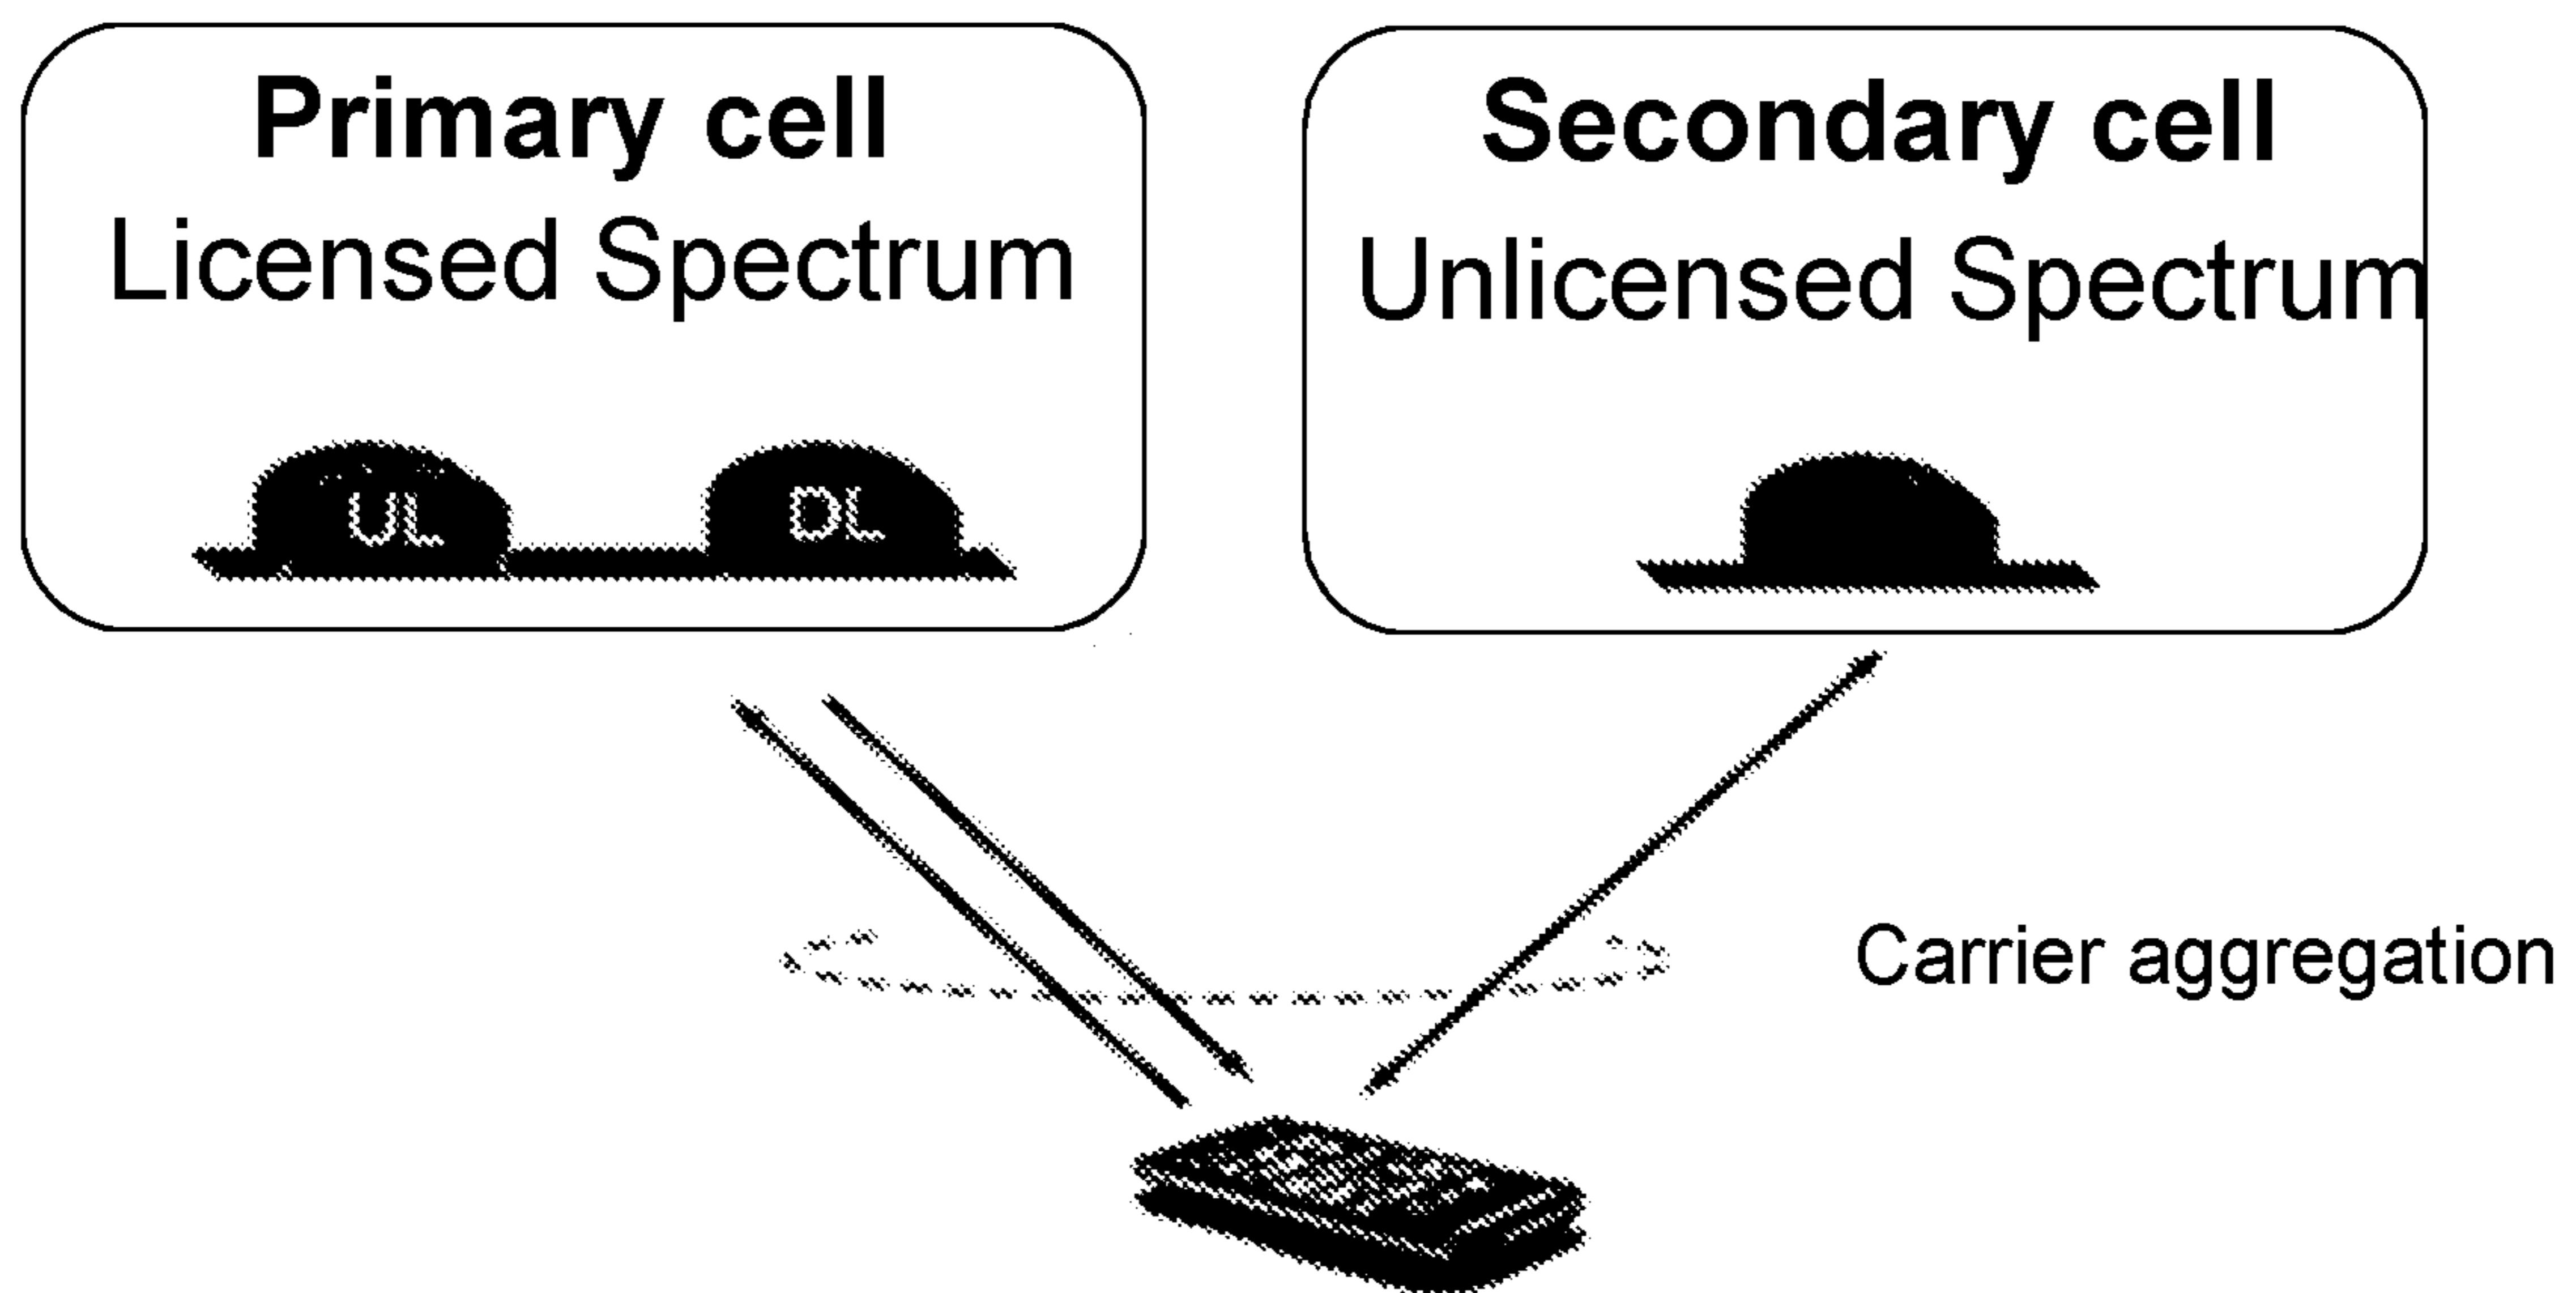 Primary cell
Licensed Spectrum
UL
DL
Secondary cell
Unlicensed Spectrum
Carrier aggregation